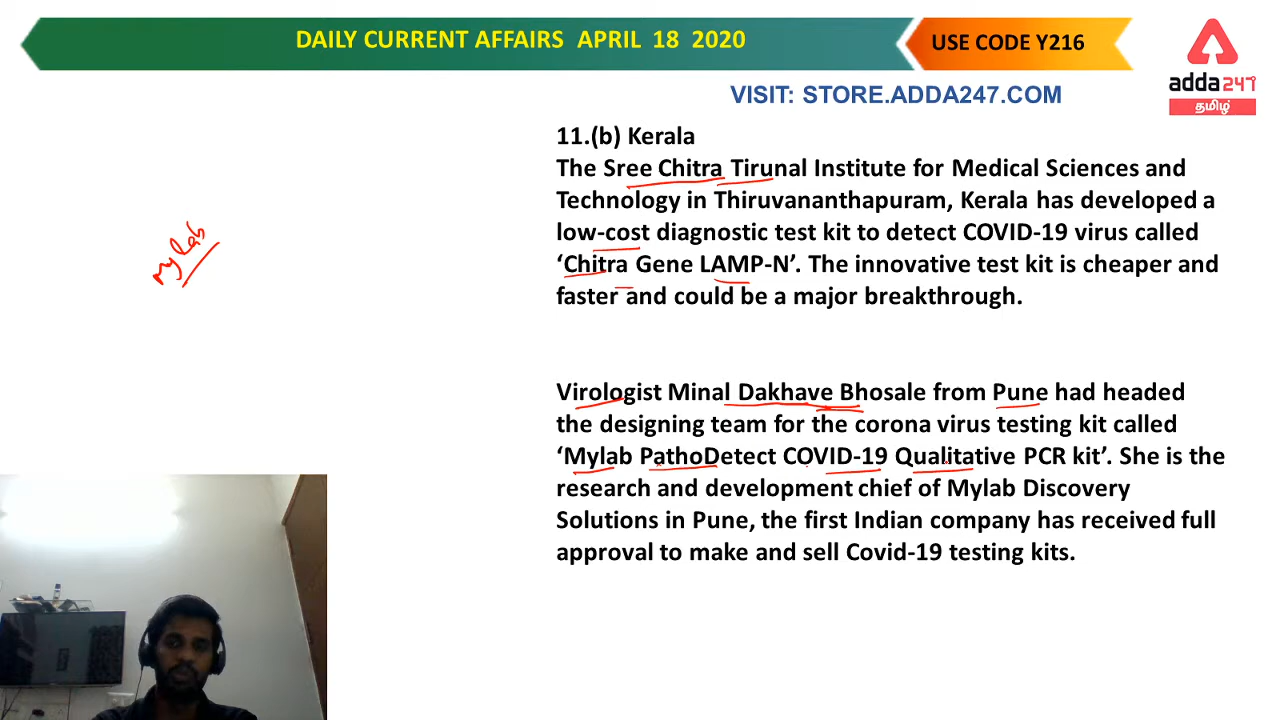 DAILY CURRENT AFFAIRS APRIL 18 2020
USE CODE Y216
adda247
தமிழ்
VISIT: STORE.ADDA247.COM
11.(b) Kerala
The Sree Chitra Tirunal Institute for Medical Sciences and
Technology in Thiruvananthapuram, Kerala has developed a
low-cost diagnostic test kit to detect COVID-19 virus called
‘Chitra Gene LAMP-N’. The innovative test kit is cheaper and
faster and could be a major breakthrough.
Mylab
Virologist Minal Dakhave Bhosale from Pune had headed
the designing team for the corona virus testing kit called
‘Mylab PathoDetect COVID-19 Qualitative PCR kit’. She is the
research and development chief of Mylab Discovery
Solutions in Pune, the first Indian company has received full
approval to make and sell Covid-19 testing kits.